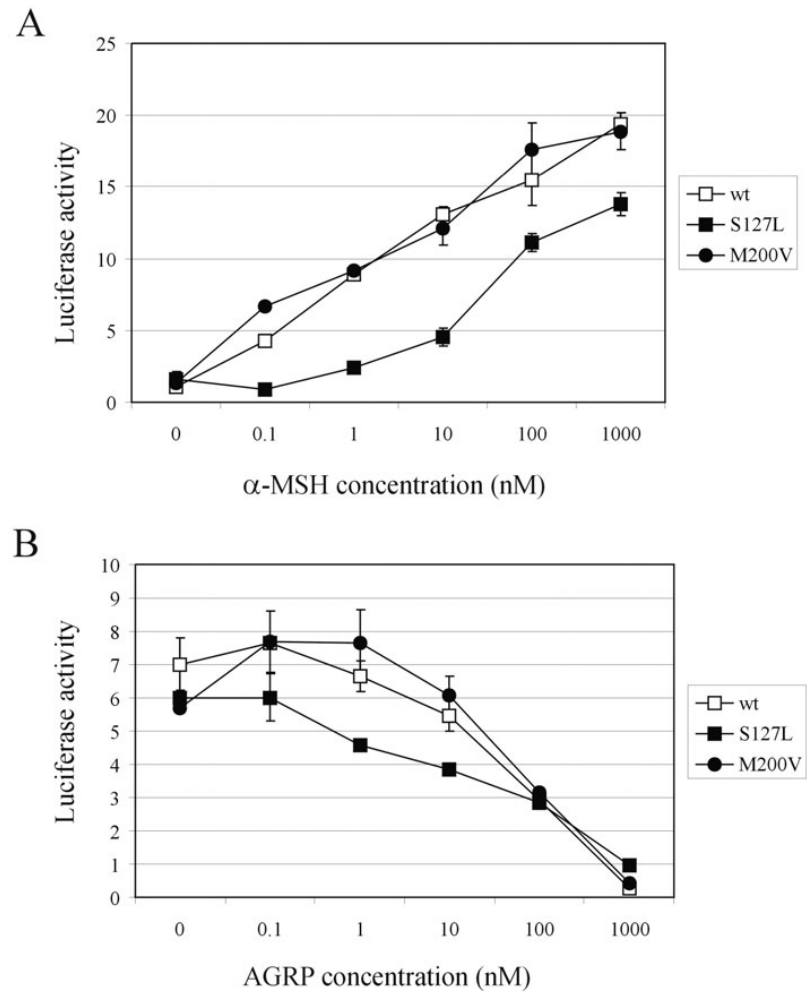 A
25
20
15
10
5
0
Luciferase activity
0 0.1 1 10 100 1000
α-MSH concentration (nM)
wt
S127L
M200V
B
10
9
8
7
6
5
4
3
2
1
0
Luciferase activity
0 0.1 1 10 100 1000
AGRP concentration (nM)
wt
S127L
M200V